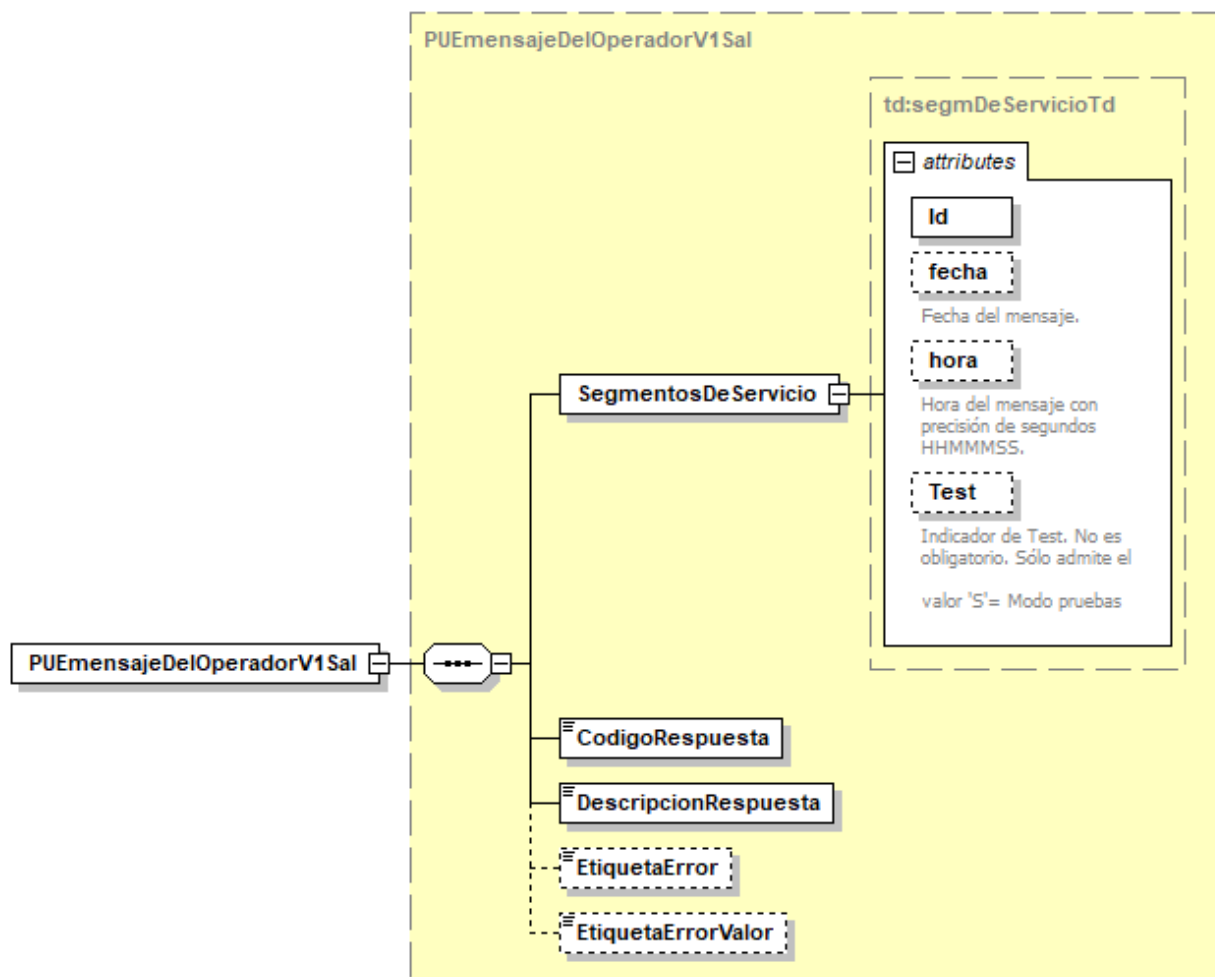 PUEmensajeDelOperadorV1Sal
td:segmDeServicioTd
attributes
Id
fecha
Fecha del mensaje.
hora
Hora del mensaje con
precisión de segundos
HHMMMSS.
Test
Indicador de Test. No es
obligatorio. Sólo admite el
valor 'S'= Modo pruebas
SegmentosDeServicio
PUEmensajeDelOperadorV1Sal
CodigoRespuesta
DescripcionRespuesta
EtiquetaError
EtiquetaErrorValor